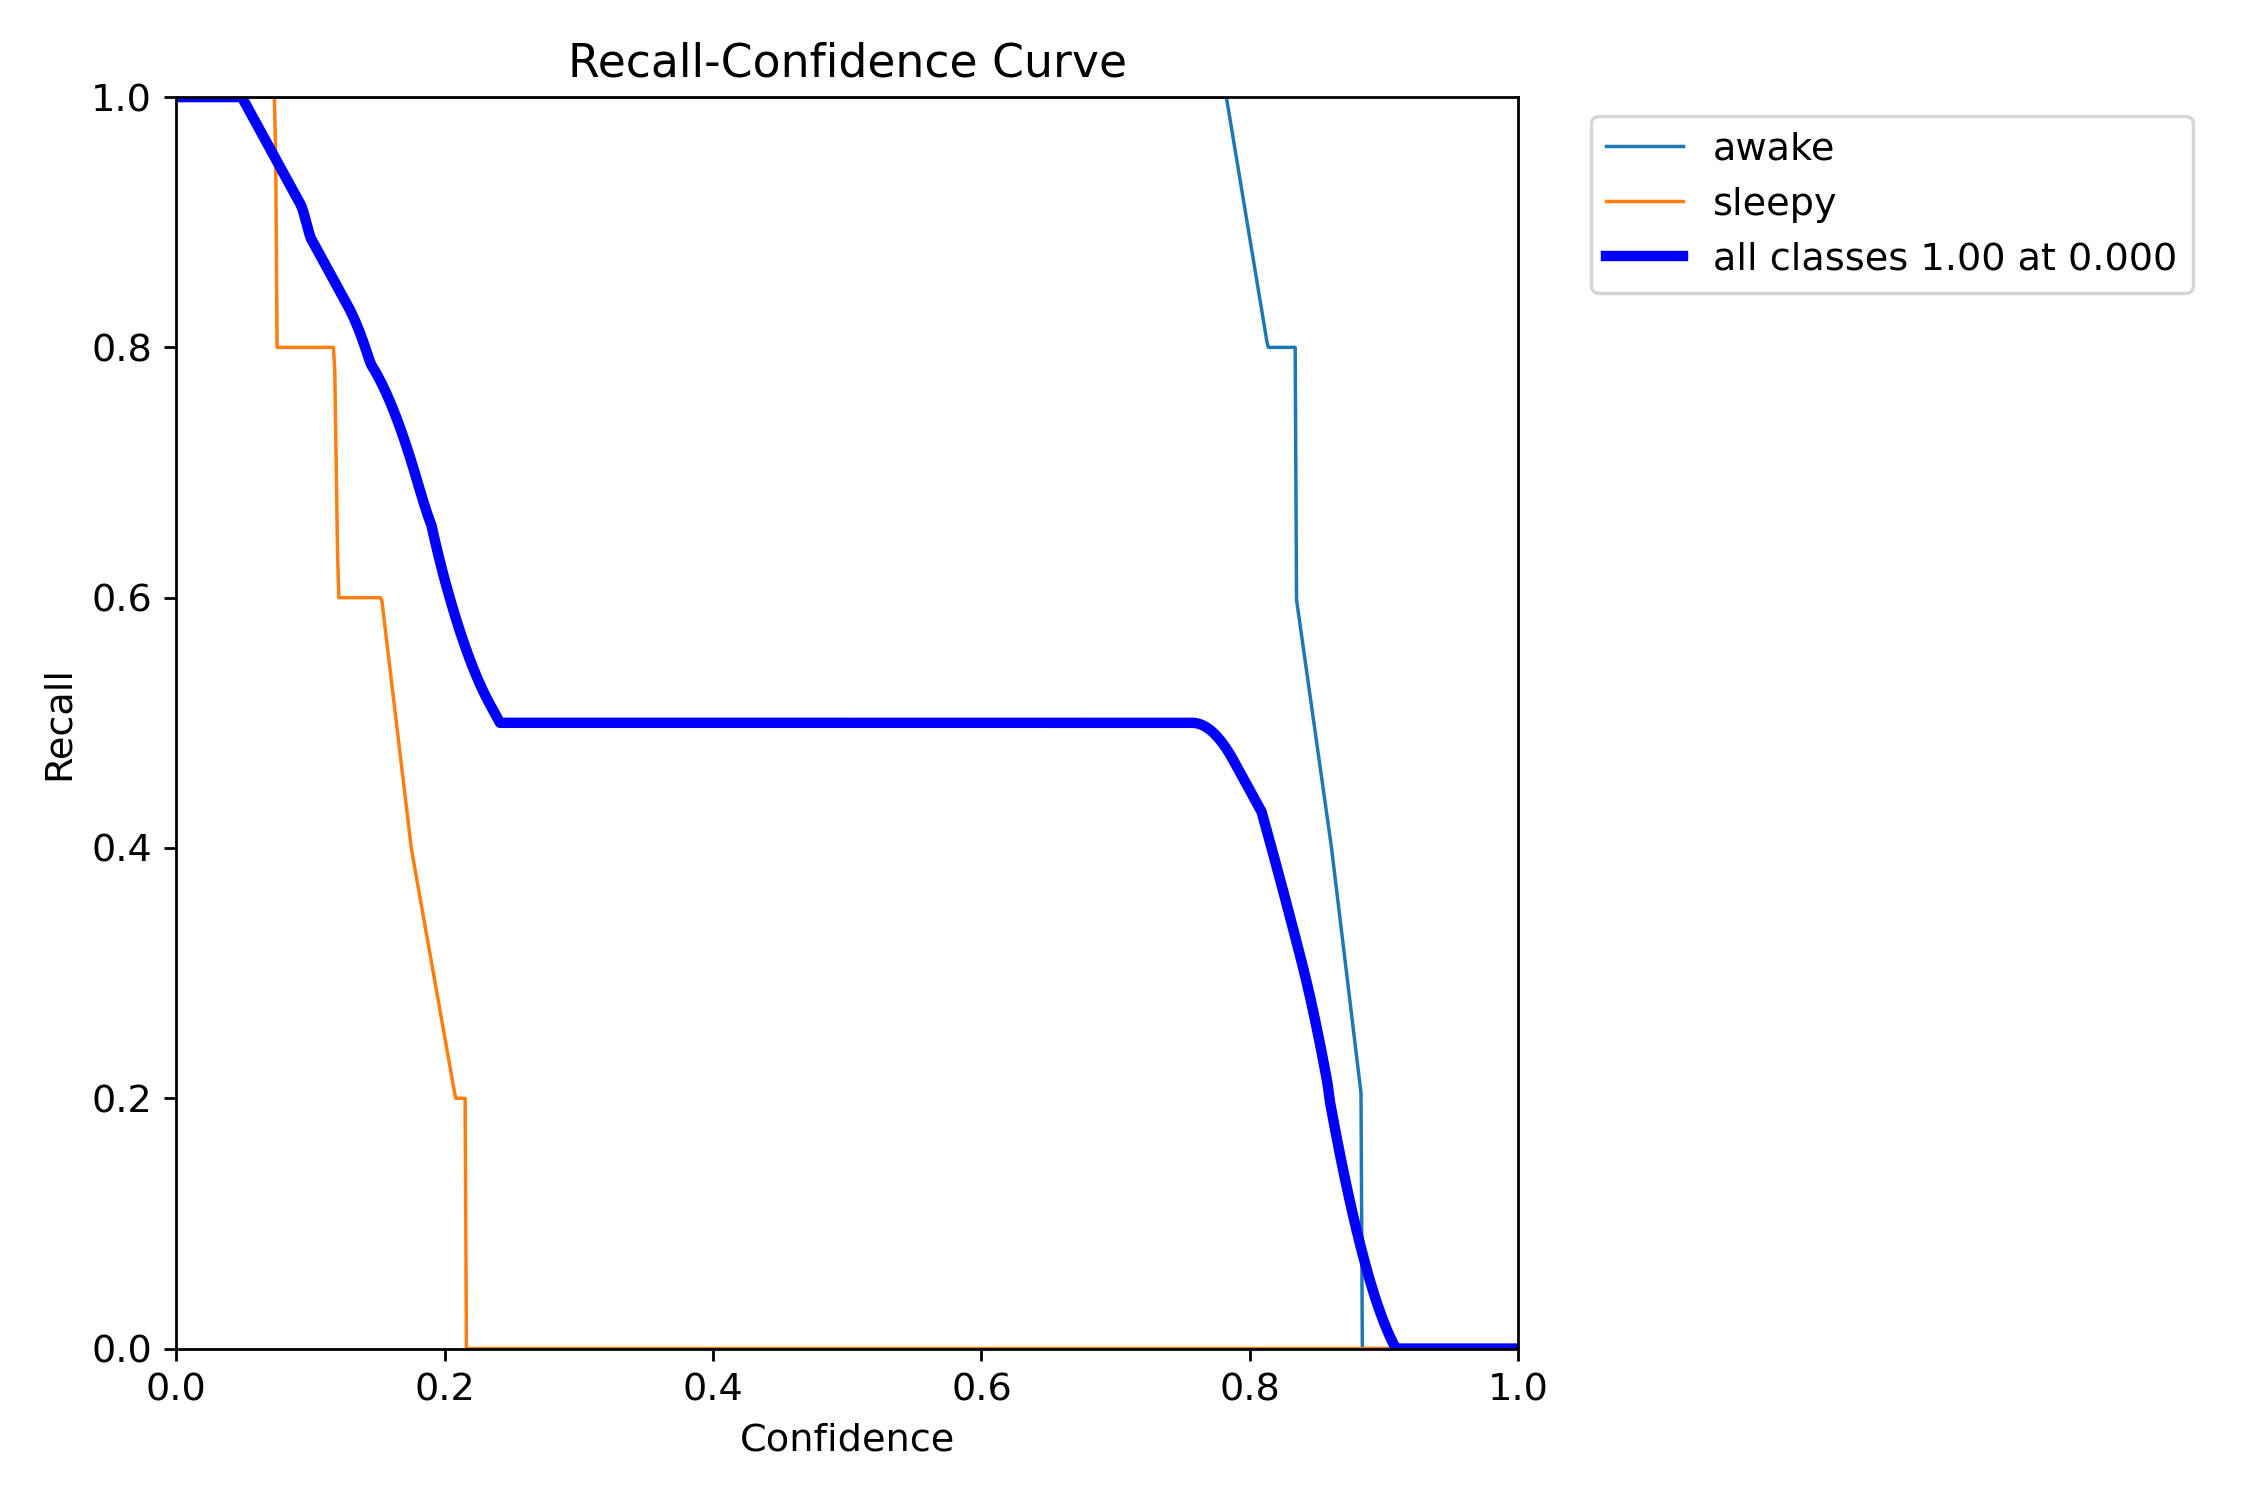 Recall-Confidence Curve
awake
sleepy
all classes 1.00 at 0.000
1.0
0.8
0.6
0.4
0.2
0.0
Recall
0.0 0.2 0.4 0.6 0.8 1.0
Confidence